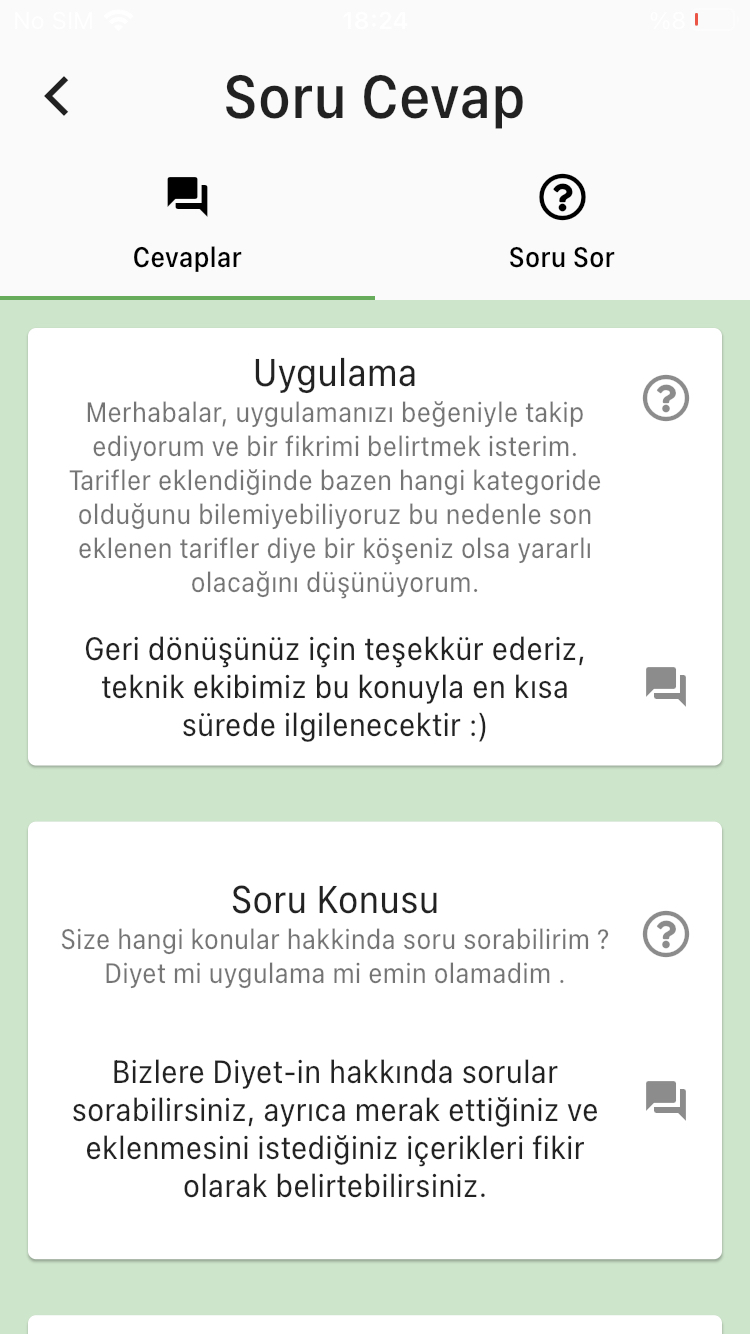 No SIM
18:24
%8
Soru Cevap
Cevaplar
Soru Sor
Uygulama
Merhabalar, uygulamanızı beğeniyle takip
ediyorum ve bir fikrimi belirtmek isterim.
Tarifler eklendiğinde bazen hangi kategoride
olduğunu bilemiyebiliyoruz bu nedenle son
eklenen tarifler diye bir köşeniz olsa yararlı
olacağını düşünüyorum.
Geri dönüşünüz için teşekkür ederiz,
teknik ekibimiz bu konuyla en kısa
sürede ilgilenecektir :)
Soru Konusu
Size hangi konular hakkinda soru sorabilirim ?
Diyet mi uygulama mi emin olamadim .
Bizlere Diyet-in hakkında sorular
sorabilirsiniz, ayrıca merak ettiğiniz ve
eklenmesini istediğiniz içerikleri fikir
olarak belirtebilirsiniz.